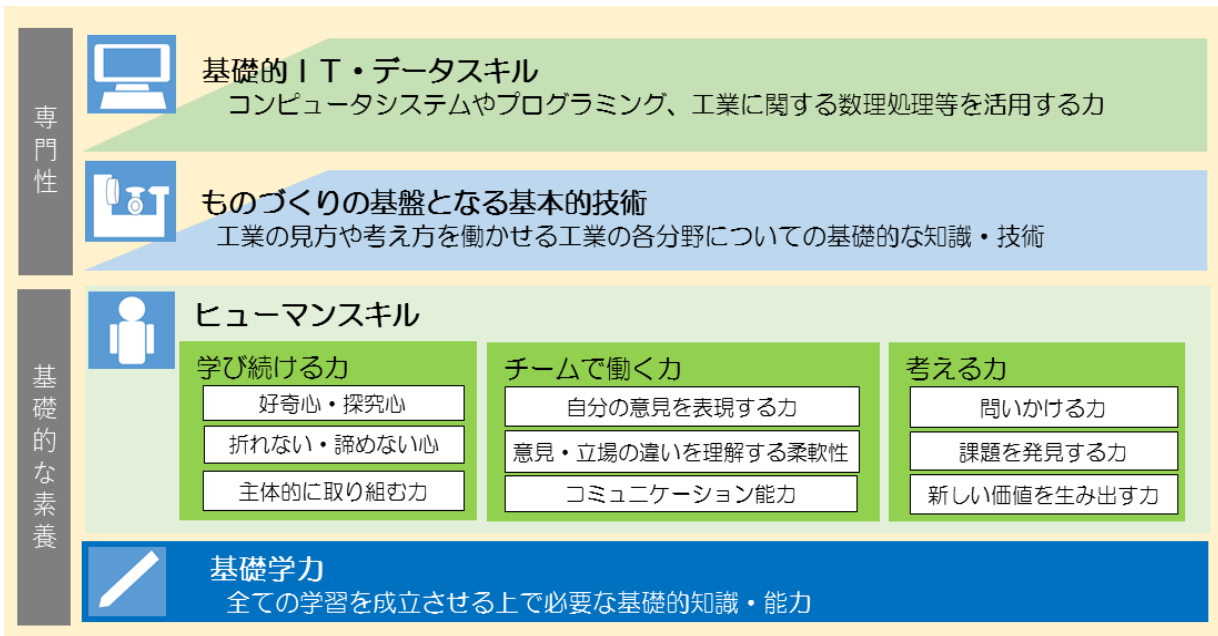 専門性
基礎的ＩＴ・データスキル
コンピュータシステムやプログラミング、工業に関する数理処理等を活用する力
ものづくりの基盤となる基本的技術
工業の見方や考え方を働かせる工業の各分野についての基礎的な知識・技術
基礎的な素養
ヒューマンスキル
学び続ける力
好奇心・探究心
折れない・諦めない心
主体的に取り組む力
チームで働く力
自分の意見を表現する力
意見・立場の違いを理解する柔軟性
コミュニケーション能力
考える力
問いかける力
課題を発見する力
新しい価値を生み出す力
基礎学力
全ての学習を成立させる上で必要な基礎的知識・能力